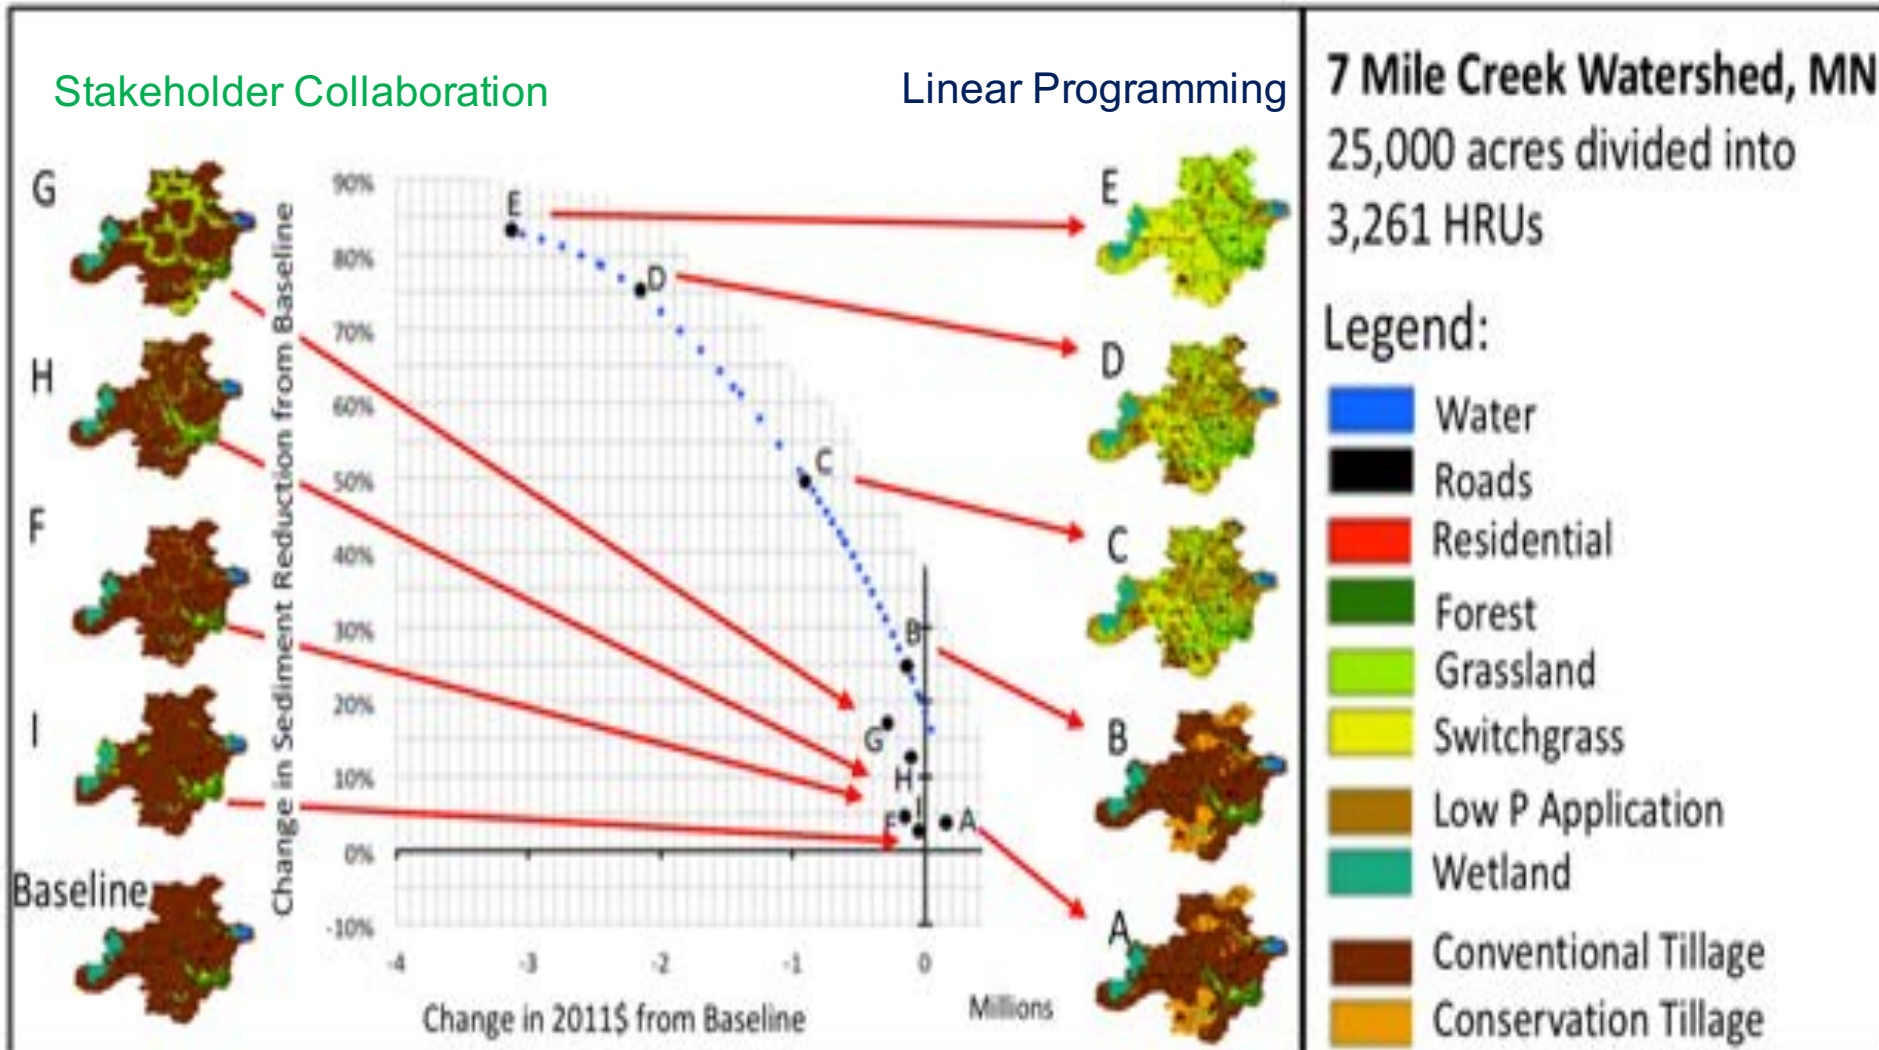 Stakeholder Collaboration
Linear Programming
G
H
F
I
Baseline
Change in Sediment Reduction from Baseline
90%
80%
70%
60%
50%
40%
30%
20%
10%
0%
-10%
E
D
C
B
G
H
I
F
A
-4
-3
-2
-1
0
Change in 2011$ from Baseline
Millions
E
D
C
B
A
7 Mile Creek Watershed, MN
25,000 acres divided into
3,261 HRUs
Legend:
Water
Roads
Residential
Forest
Grassland
Switchgrass
Low P Application
Wetland
Conventional Tillage
Conservation Tillage